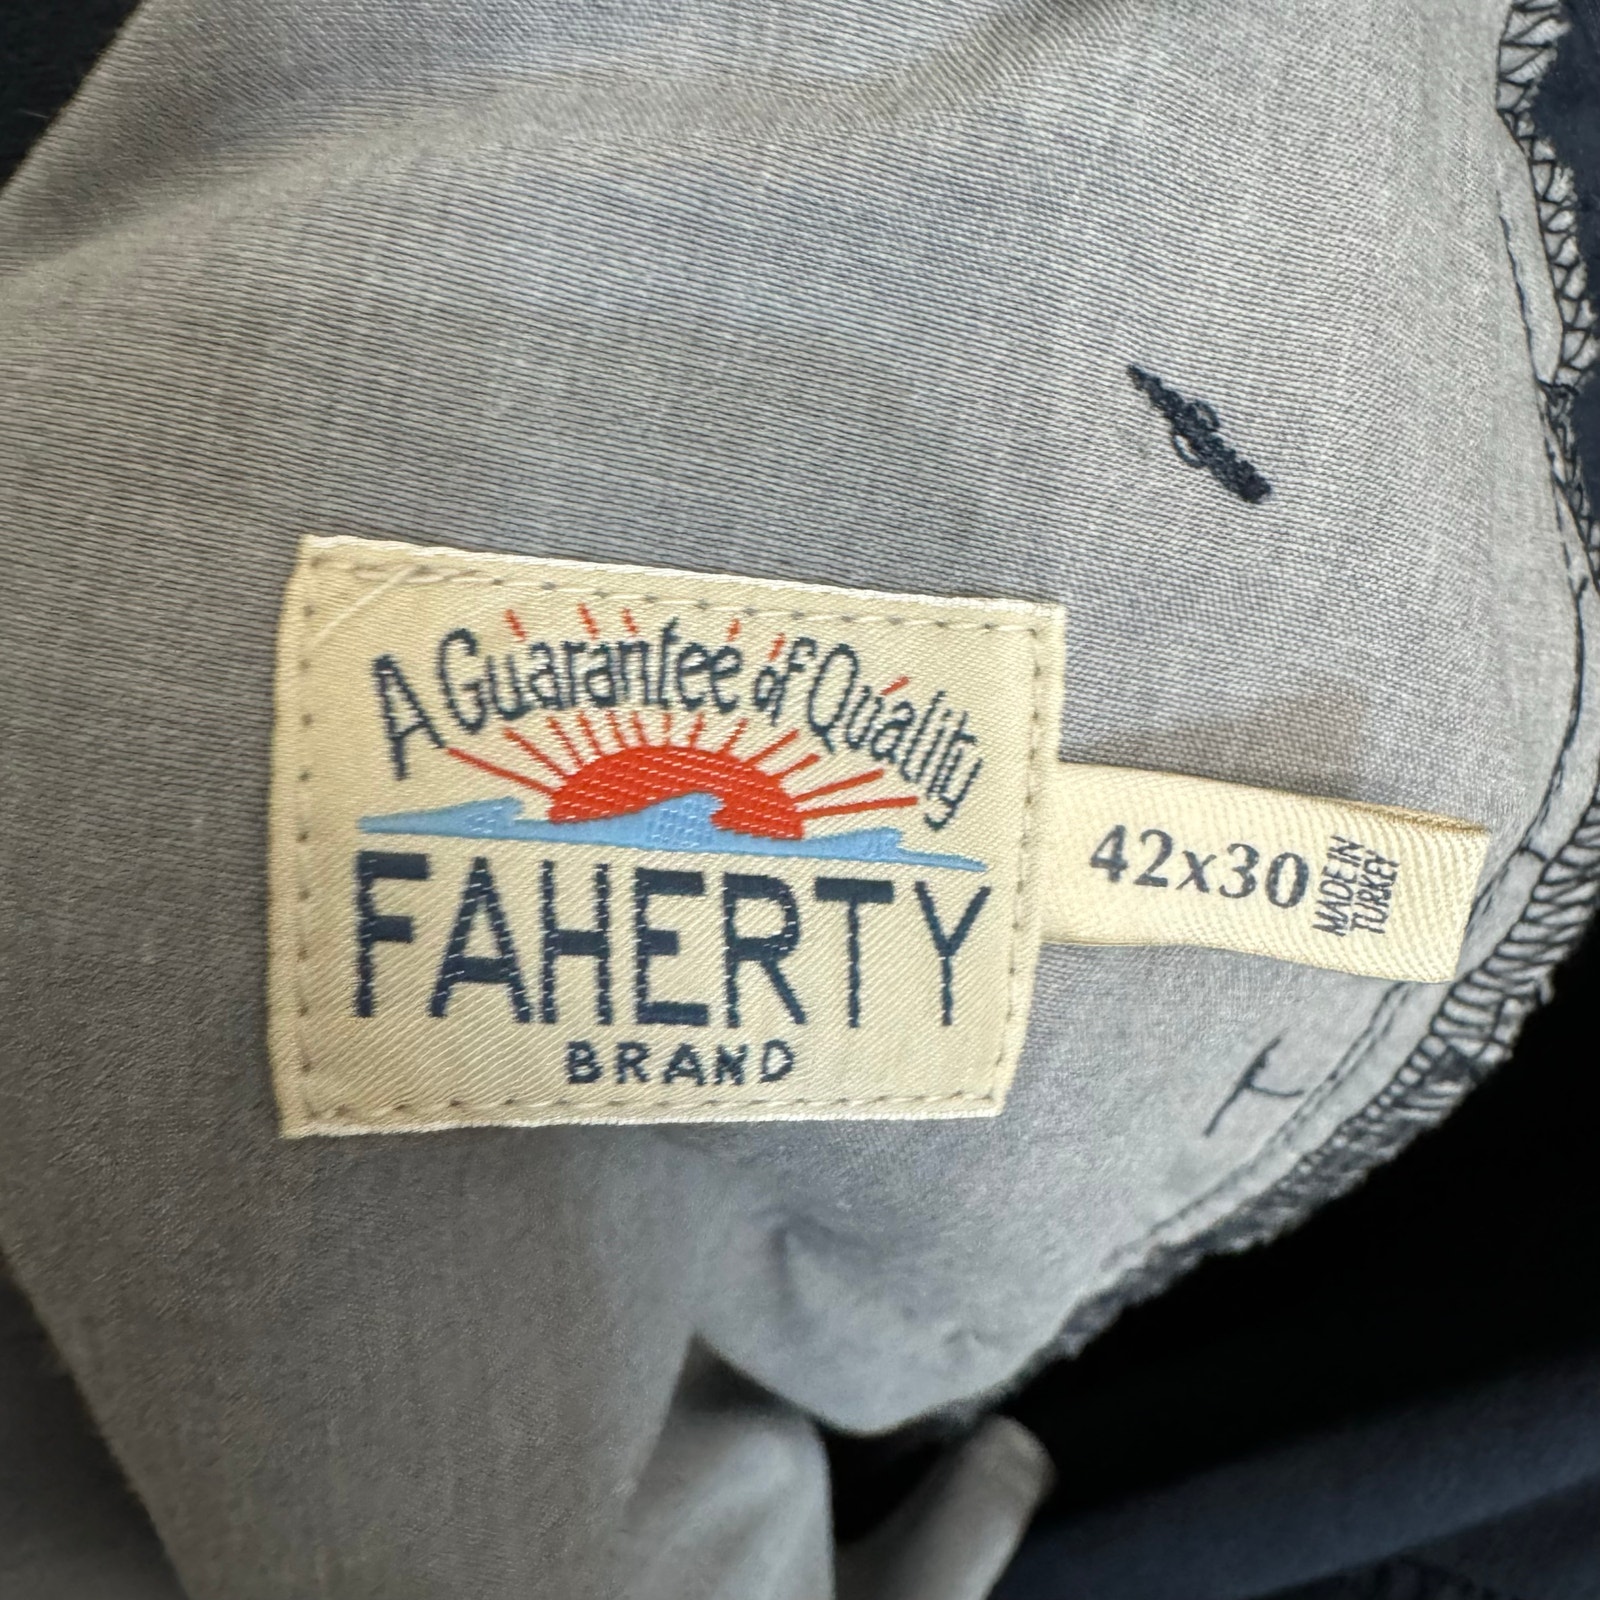 A Guarantee of Quality
FAHERTY
BRAND
42x30
MADE IN
TURKEY